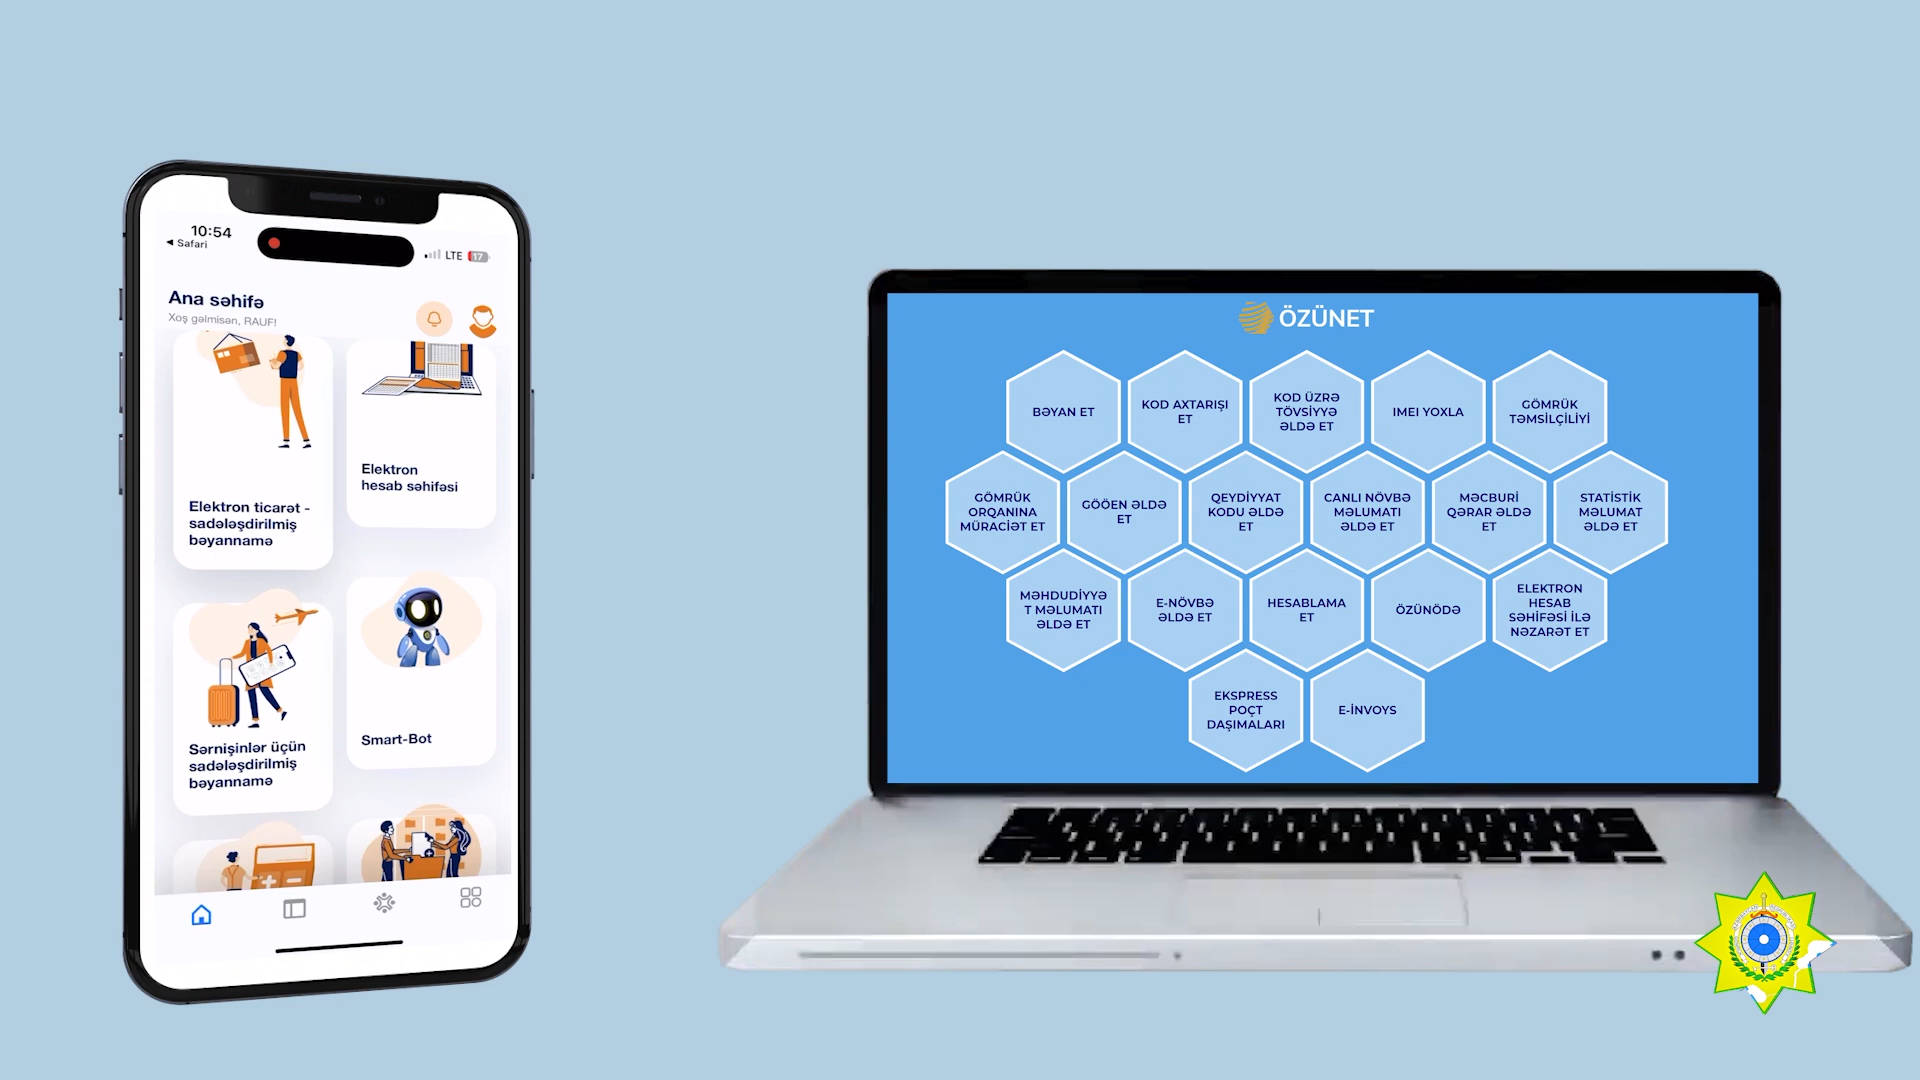 10:54
◄ Safari
LTE
17
Ana səhifə
Xoş gəlmisən, RAUF!
Elektron ticarət -
sadələşdirilmiş
bəyannamə
Elektron
hesab səhifəsi
Sərnişinlər üçün
sadələşdirilmiş
bəyannamə
Smart-Bot
ÖZÜNET
BƏYAN ET
KOD AXTARIŞI
ET
KOD ÜZRƏ
TÖVSİYYƏ
ƏLDƏ ET
IMEI YOXLA
GÖMRÜK
TƏMSİLÇİLİYİ
GÖMRÜK
ORQANINA
MÜRACİƏT ET
GÖÖEN ƏLDƏ
ET
QEYDİYYAT
KODU ƏLDƏ
ET
CANLI NÖVBƏ
MƏLUMATI
ƏLDƏ ET
MƏCBURİ
QƏRAR ƏLDƏ
ET
STATİSTİK
MƏLUMAT
ƏLDƏ ET
MƏHDUDİYYƏ
T MƏLUMATI
ƏLDƏ ET
E-NÖVBƏ
ƏLDƏ ET
HESABLAMA
ET
ÖZÜNÖDƏ
ELEKTRON
HESAB
SƏHİFƏSİ İLƏ
NƏZARƏT ET
EKSPRESS
POÇT
DAŞIMALARI
E-İNVOYS